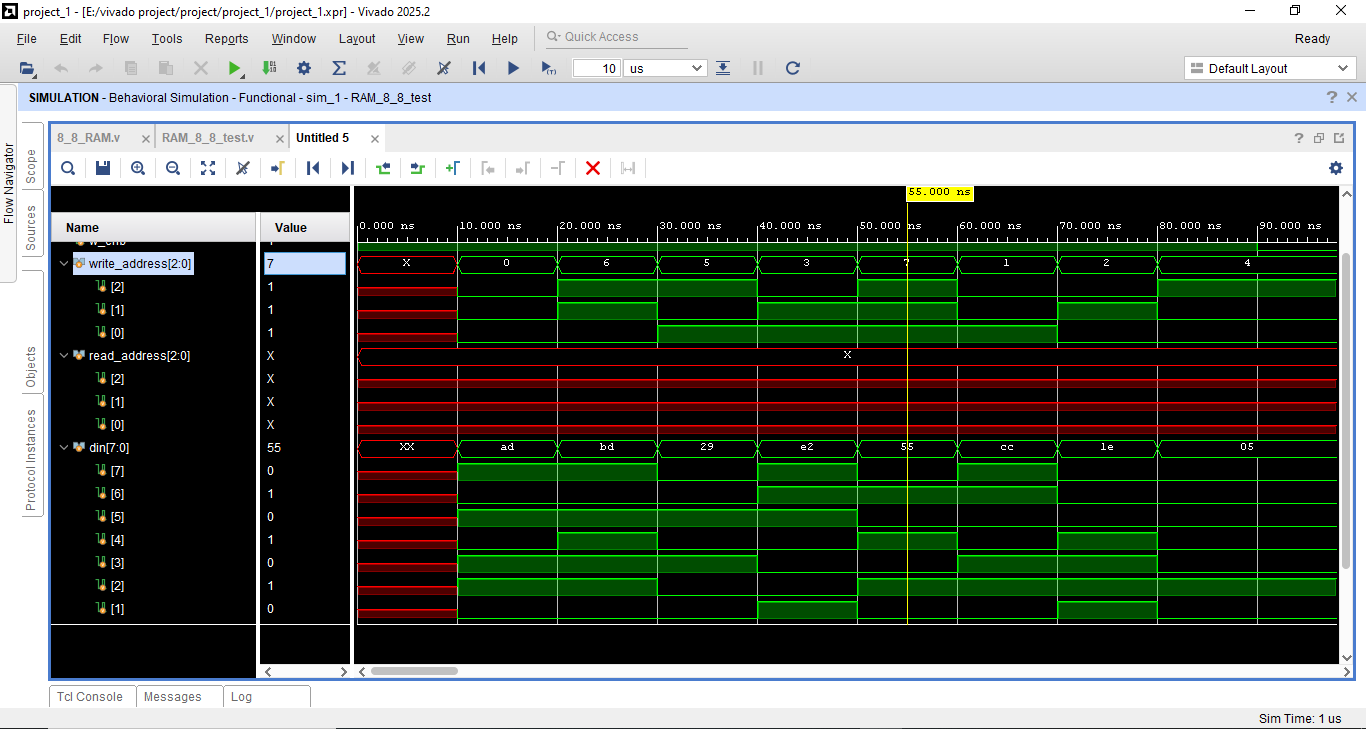 project_1 - [E:/vivado project/project/project_1/project_1.xpr] - Vivado 2025.2
File Edit Flow Tools Reports Window Layout View Run Help Quick Access Ready
10 us Default Layout
SIMULATION - Behavioral Simulation - Functional - sim_1 - RAM_8_8_test
Flow Navigator
Scope
Sources
Objects
Protocol Instances
8_8_RAM.v RAM_8_8_test.v Untitled 5
55.000 ns
Name Value 0.000 ns 10.000 ns 20.000 ns 30.000 ns 40.000 ns 50.000 ns 60.000 ns 70.000 ns 80.000 ns 90.000 ns
w_enb 1
write_address[2:0] 7 X 0 6 5 3 7 1 2 4
[2] 1
[1] 1
[0] 1
read_address[2:0] X X
[2] X
[1] X
[0] X
din[7:0] 55 XX ad bd 29 e2 55 cc 1e 05
[7] 0
[6] 1
[5] 0
[4] 1
[3] 0
[2] 1
[1] 0
Tcl Console Messages Log
Sim Time: 1 us